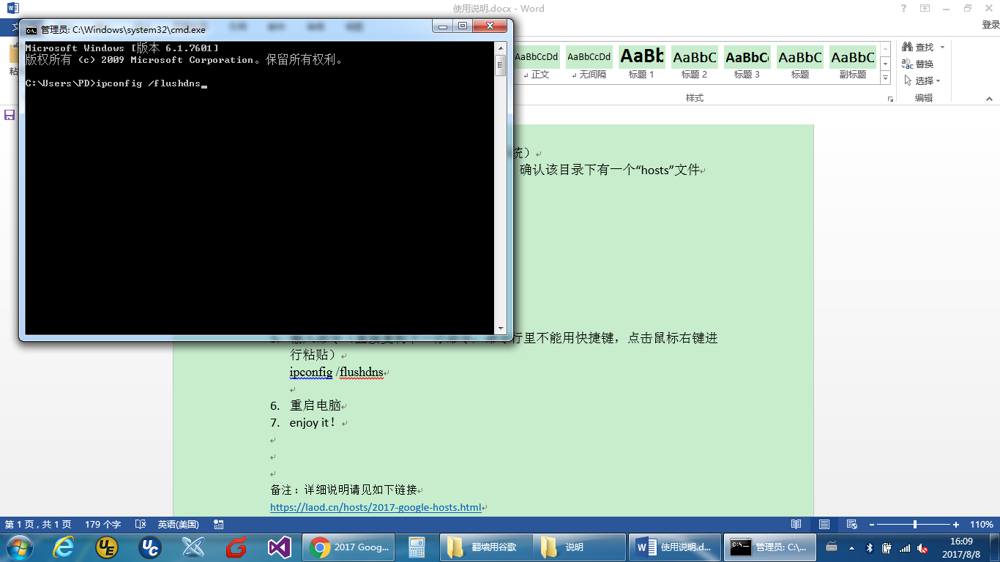 使用说明.docx - Word
登录
管理员: C:\Windows\system32\cmd.exe
Microsoft Windows [版本 6.1.7601]
版权所有 (c) 2009 Microsoft Corporation。保留所有权利。
C:\Users\PD>ipconfig /flushdns
AaBbCcDd AaBbCcDd AaBb AaBbC AaBbC AaBbC AaBbC
正文 无间隔 标题 1 标题 2 标题 3 标题 副标题
样式
查找
替换
选择
编辑
统）
确认该目录下有一个“hosts”文件
行里不能用快捷键，点击鼠标右键进
行粘贴）
ipconfig /flushdns
6. 重启电脑
7. enjoy it！
备注：详细说明请见如下链接
https://laod.cn/hosts/2017-google-hosts.html
第 1 页，共 1 页 179 个字 英语(美国) 110%
2017 Goog... 翻墙用谷歌 说明 使用说明.d... 管理员: C:\...
16:09
2017/8/8